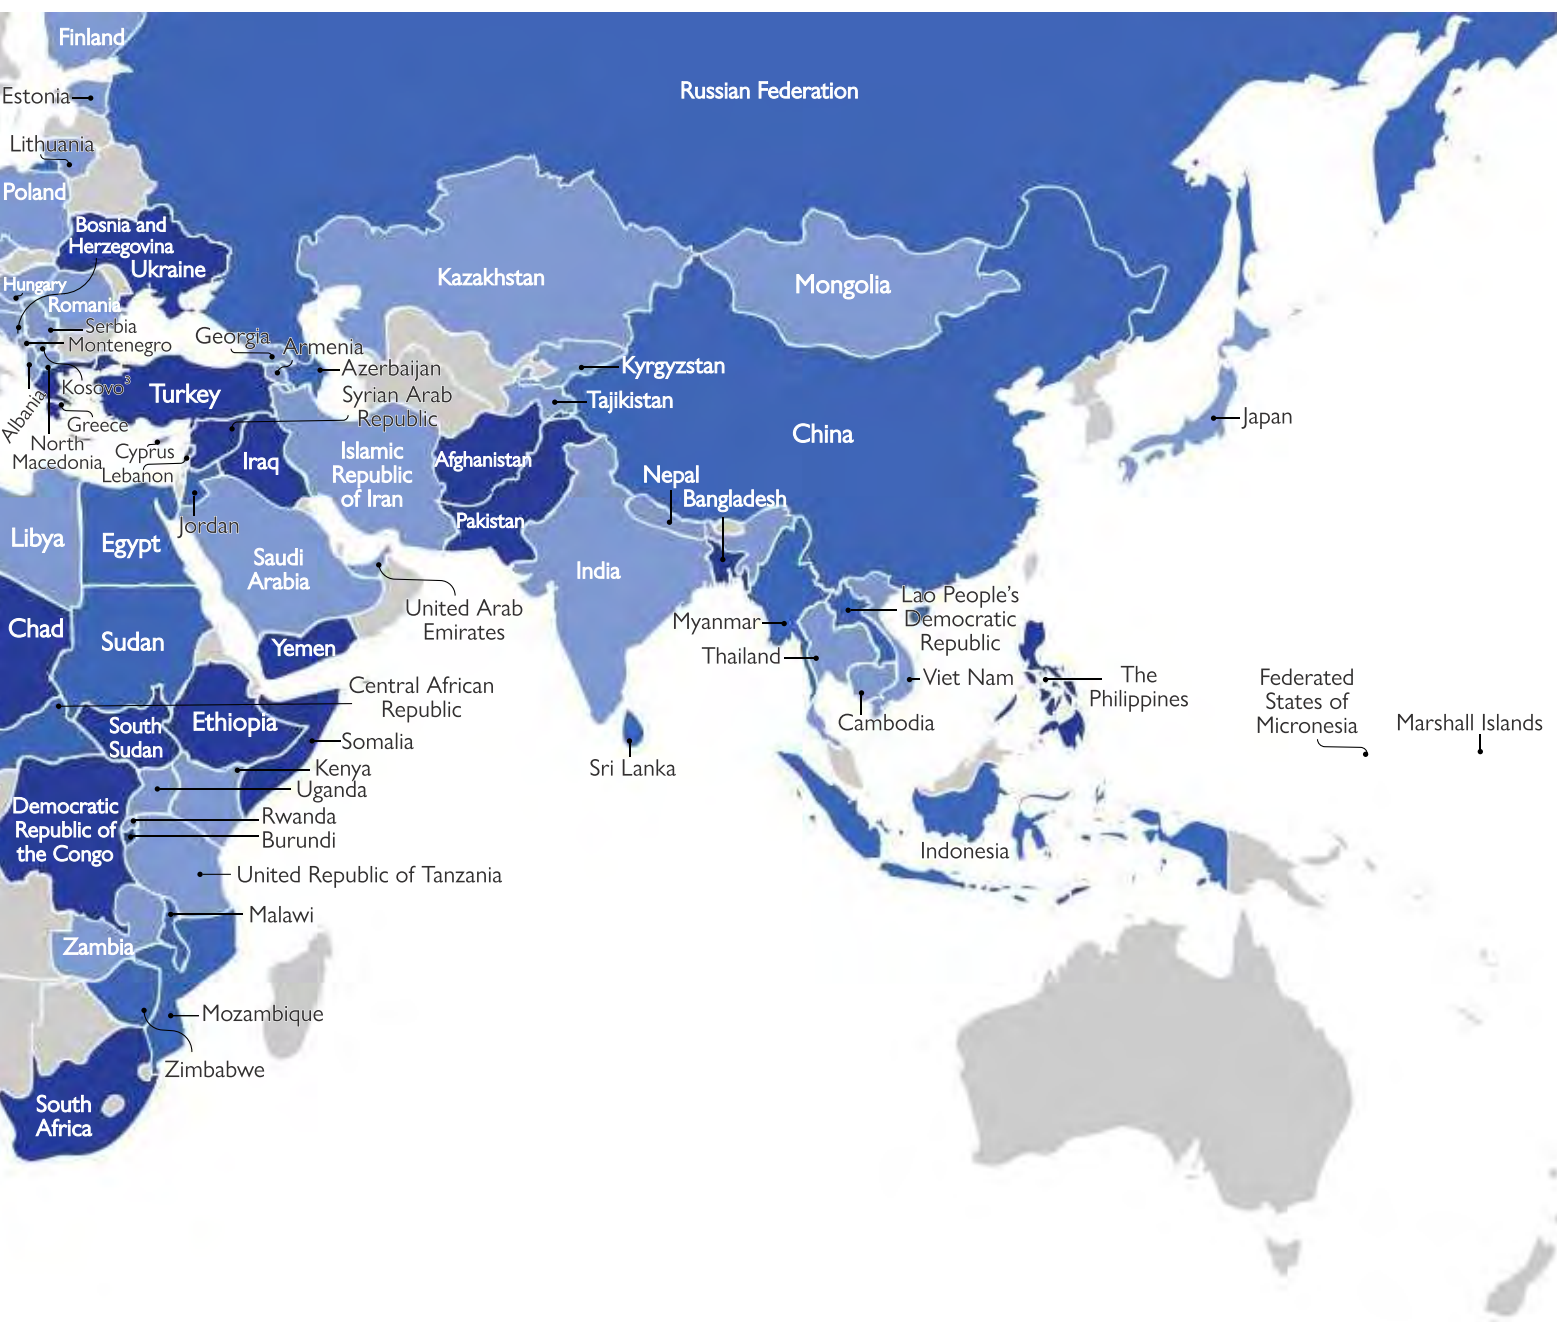 Finland
Russian Federation
Estonia
Lithuania
Poland
Bosnia and
Herzegovina
Ukraine
Hungary
Romania
Serbia
Montenegro
Kazakhstan
Mongolia
Georgia
Armenia
Azerbaijan
Kyrgyzstan
Tajikistan
Kosovo³
Turkey
Syrian Arab
Republic
Albania
Greece
North
Macedonia
Cyprus
Lebanon
Iraq
Islamic
Republic
of Iran
Afghanistan
China
Japan
Nepal
Bangladesh
Pakistan
Jordan
Libya
Egypt
Saudi
Arabia
India
United Arab
Emirates
Myanmar
Lao People's
Democratic
Republic
Thailand
Viet Nam
Cambodia
The
Philippines
Federated
States of
Micronesia
Marshall Islands
Chad
Sudan
Yemen
Central African
Republic
South
Sudan
Ethiopia
Somalia
Kenya
Uganda
Sri Lanka
Democratic
Republic of
the Congo
Rwanda
Burundi
Indonesia
United Republic of Tanzania
Malawi
Zambia
Mozambique
Zimbabwe
South
Africa